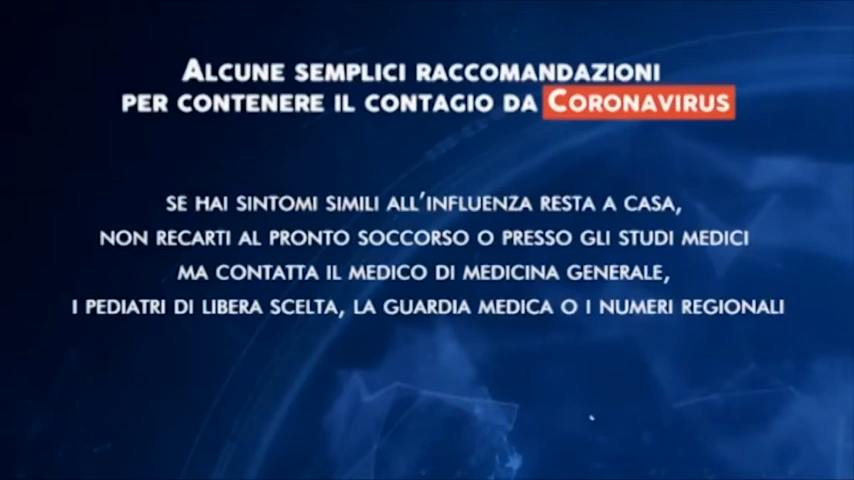 ALCUNE SEMPLICI RACCOMANDAZIONI
PER CONTENERE IL CONTAGIO DA CORONAVIRUS
SE HAI SINTOMI SIMILI ALL'INFLUENZA RESTA A CASA,
NON RECARTI AL PRONTO SOCCORSO O PRESSO GLI STUDI MEDICI
MA CONTATTA IL MEDICO DI MEDICINA GENERALE,
I PEDIATRI DI LIBERA SCELTA, LA GUARDIA MEDICA O I NUMERI REGIONALI